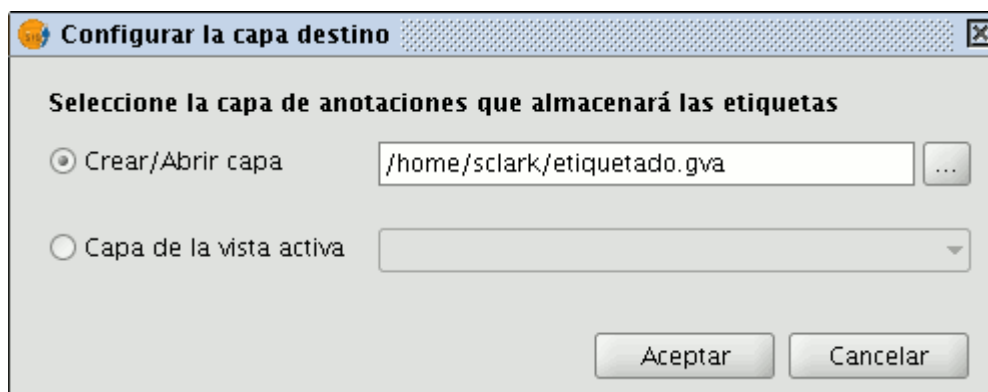 Configurar la capa destino
Seleccione la capa de anotaciones que almacenará las etiquetas
Crear/Abrir capa /home/sclark/etiquetado.gva ...
Capa de la vista activa
Aceptar Cancelar